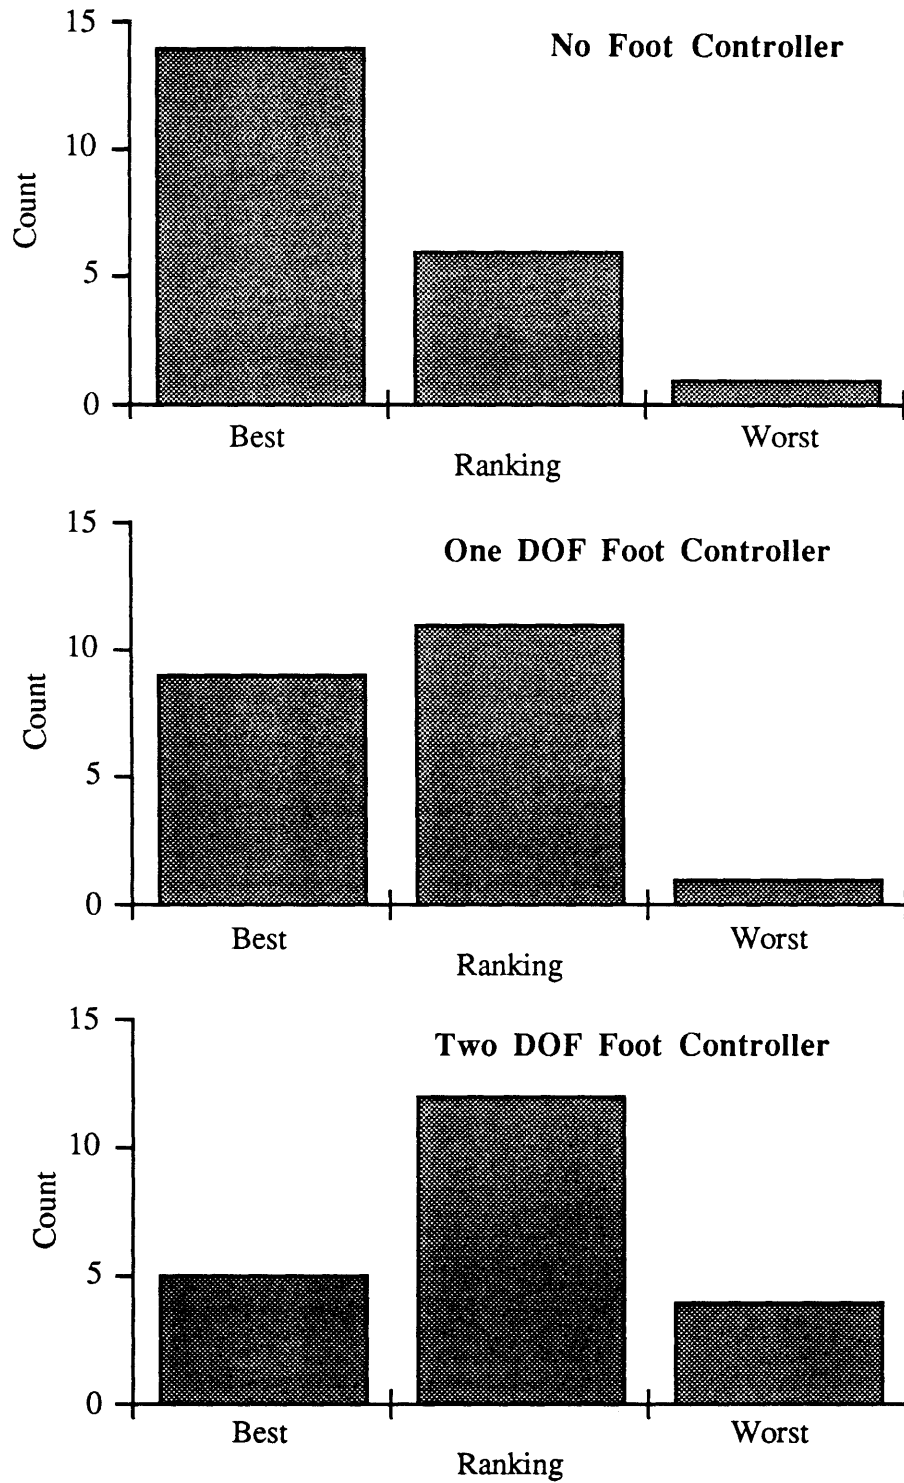 No Foot Controller
15
10
5
0
Count
Best
Worst
Ranking
One DOF Foot Controller
15
10
5
0
Count
Best
Worst
Ranking
Two DOF Foot Controller
15
10
5
0
Count
Best
Worst
Ranking